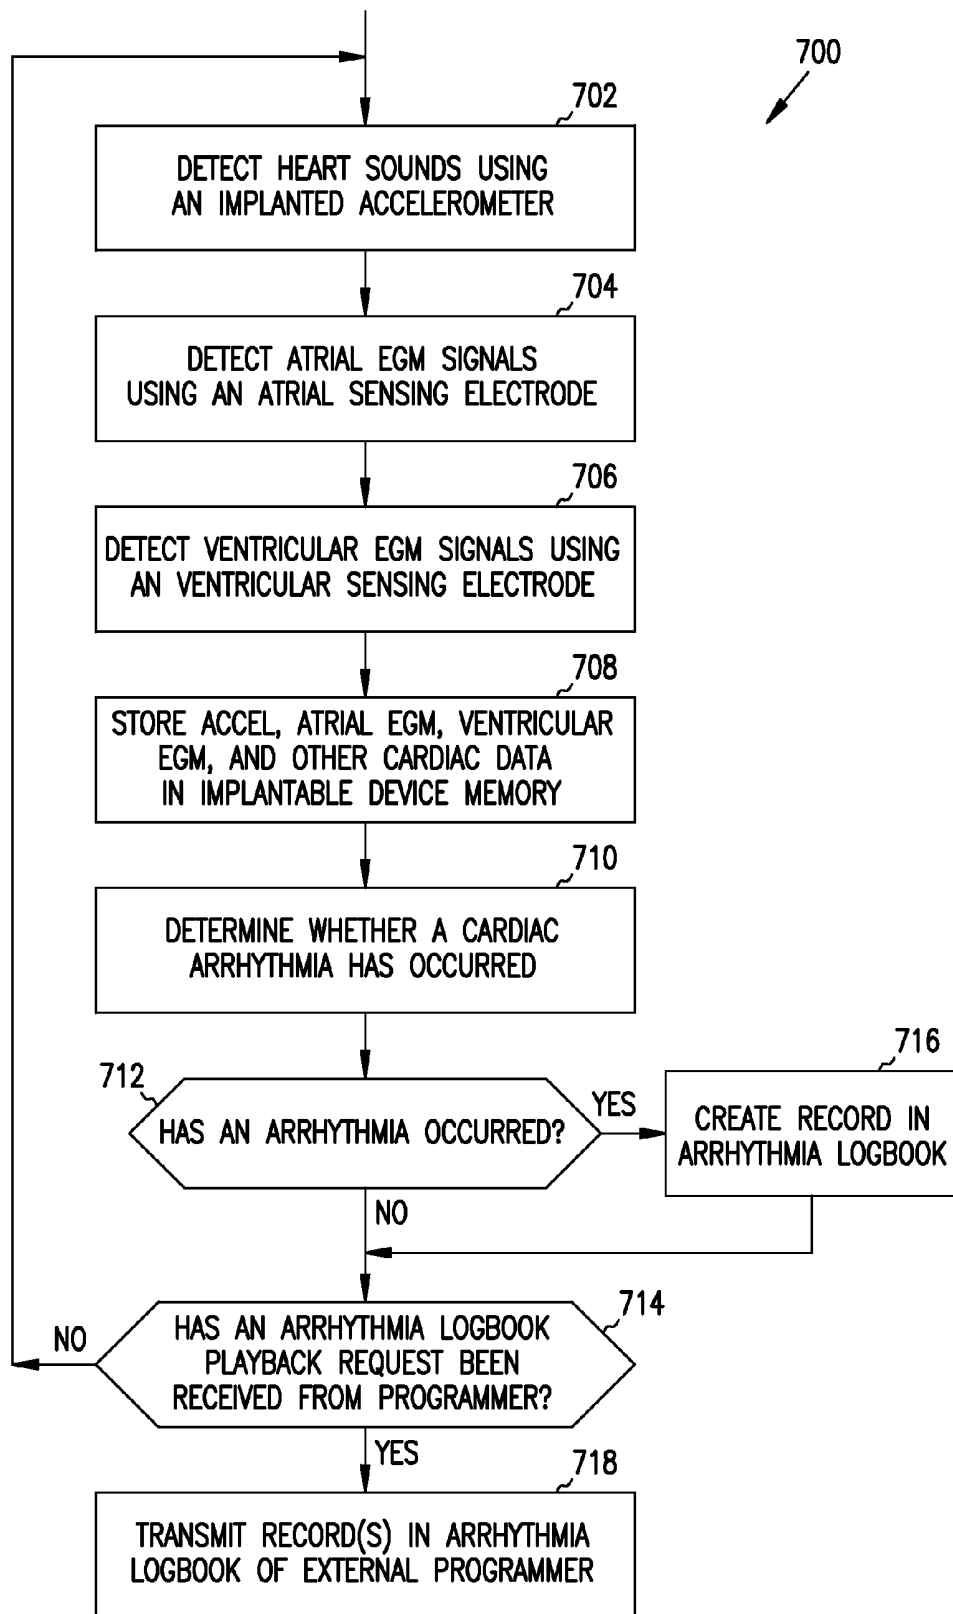 700
702
DETECT HEART SOUNDS USING
AN IMPLANTED ACCELEROMETER
704
DETECT ATRIAL EGM SIGNALS
USING AN ATRIAL SENSING ELECTRODE
706
DETECT VENTRICULAR EGM SIGNALS USING
AN VENTRICULAR SENSING ELECTRODE
708
STORE ACCEL, ATRIAL EGM, VENTRICULAR
EGM, AND OTHER CARDIAC DATA
IN IMPLANTABLE DEVICE MEMORY
710
DETERMINE WHETHER A CARDIAC
ARRHYTHMIA HAS OCCURRED
712
HAS AN ARRHYTHMIA OCCURRED?
YES
716
CREATE RECORD IN
ARRHYTHMIA LOGBOOK
NO
714
HAS AN ARRHYTHMIA LOGBOOK
PLAYBACK REQUEST BEEN
RECEIVED FROM PROGRAMMER?
NO
YES
718
TRANSMIT RECORD(S) IN ARRHYTHMIA
LOGBOOK OF EXTERNAL PROGRAMMER